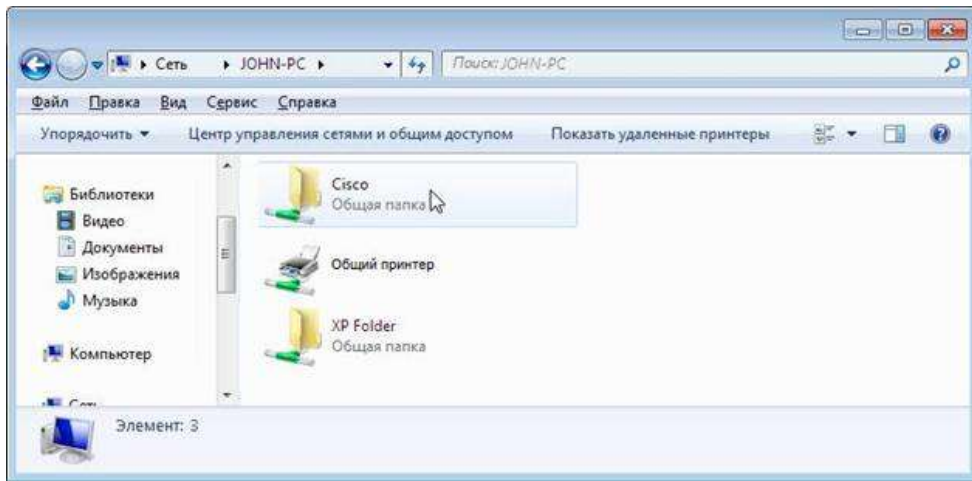 Сеть JOHN-PC Поиск: JOHN-PC
Файл Правка Вид Сервис Справка
Упорядочить Центр управления сетями и общим доступом Показать удаленные принтеры
Библиотеки
Видео
Документы
Изображения
Музыка
Компьютер
Сеть
Cisco
Общая папка
Общий принтер
XP Folder
Общая папка
Элемент: 3